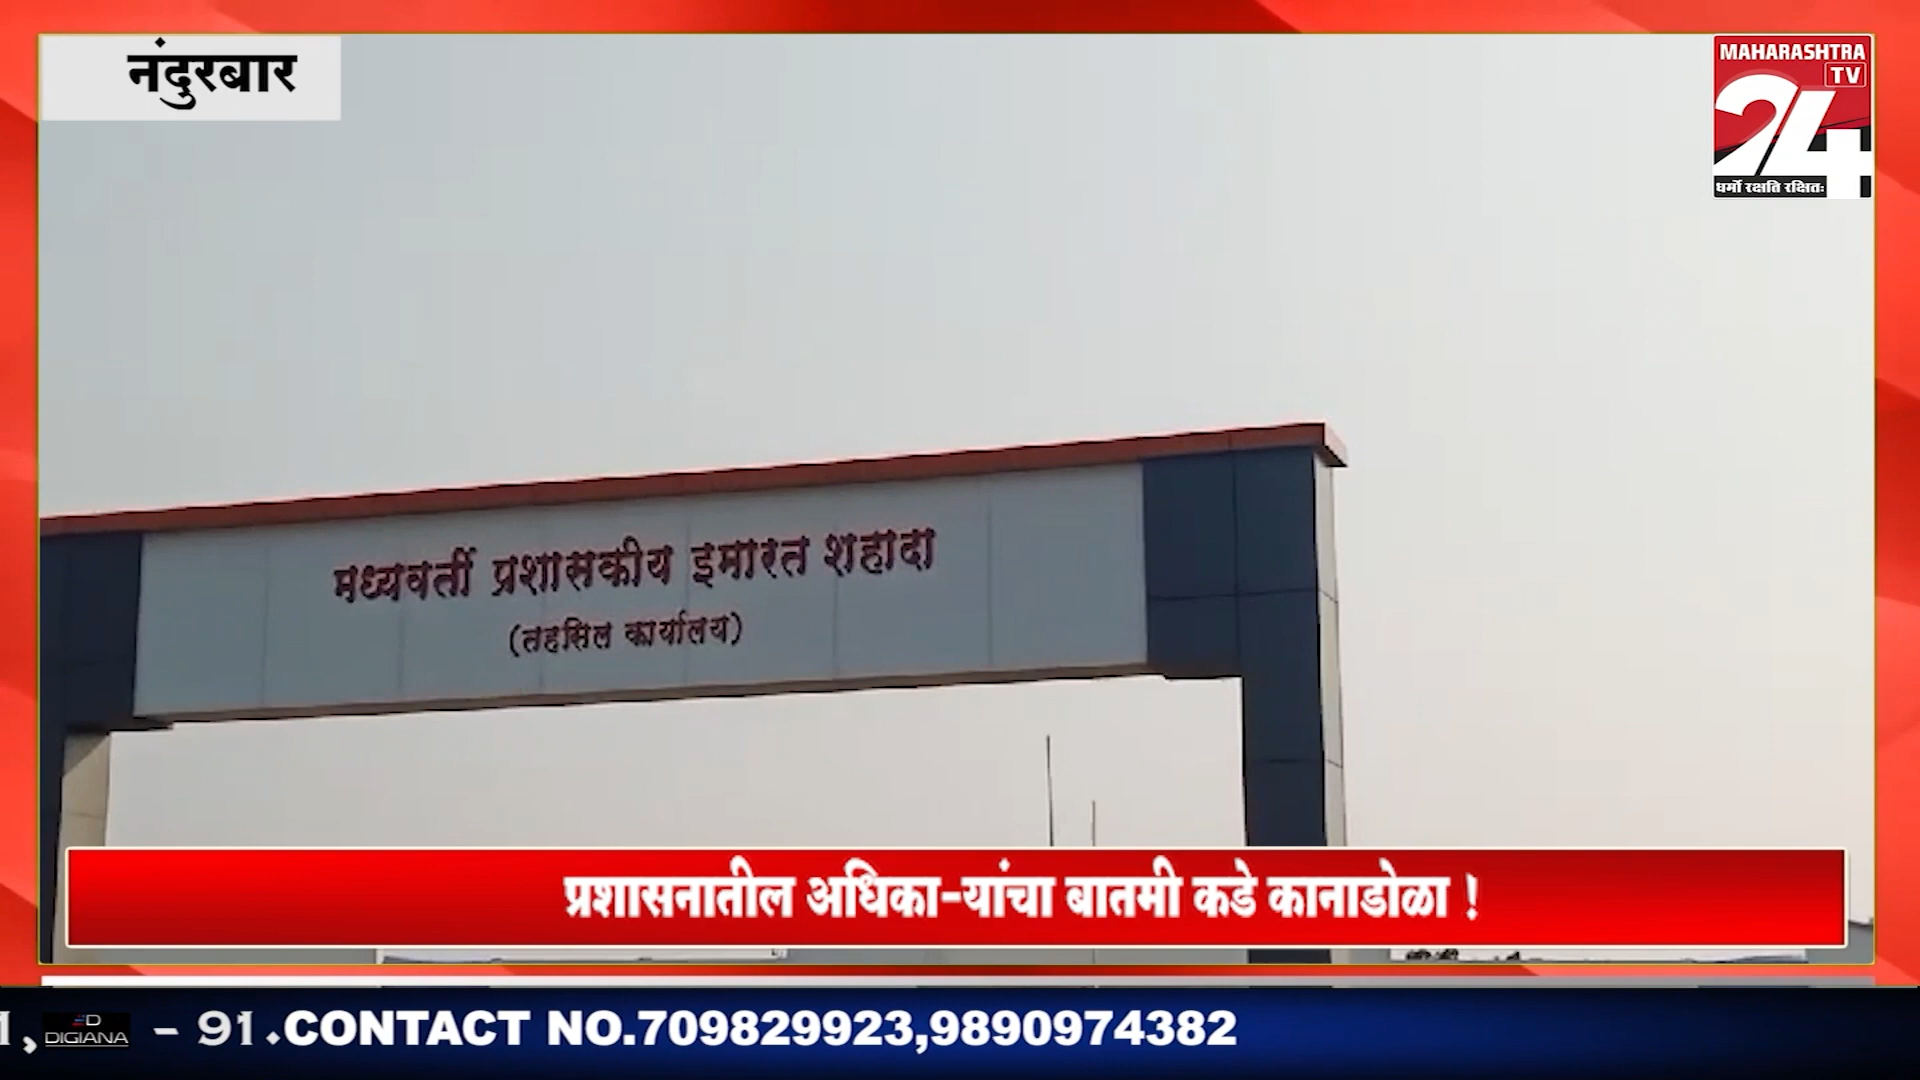 नंदुरबार
MAHARASHTRA
TV
24
धर्मो रक्षति रक्षितः
मध्यवर्ती प्रशासकीय इमारत शहादा
(तहसिल कार्यालय)
प्रशासनातील अधिका-यांचा बातमी कडे कानाडोळा !
1, DIGIANA - 91.CONTACT NO.709829923,9890974382